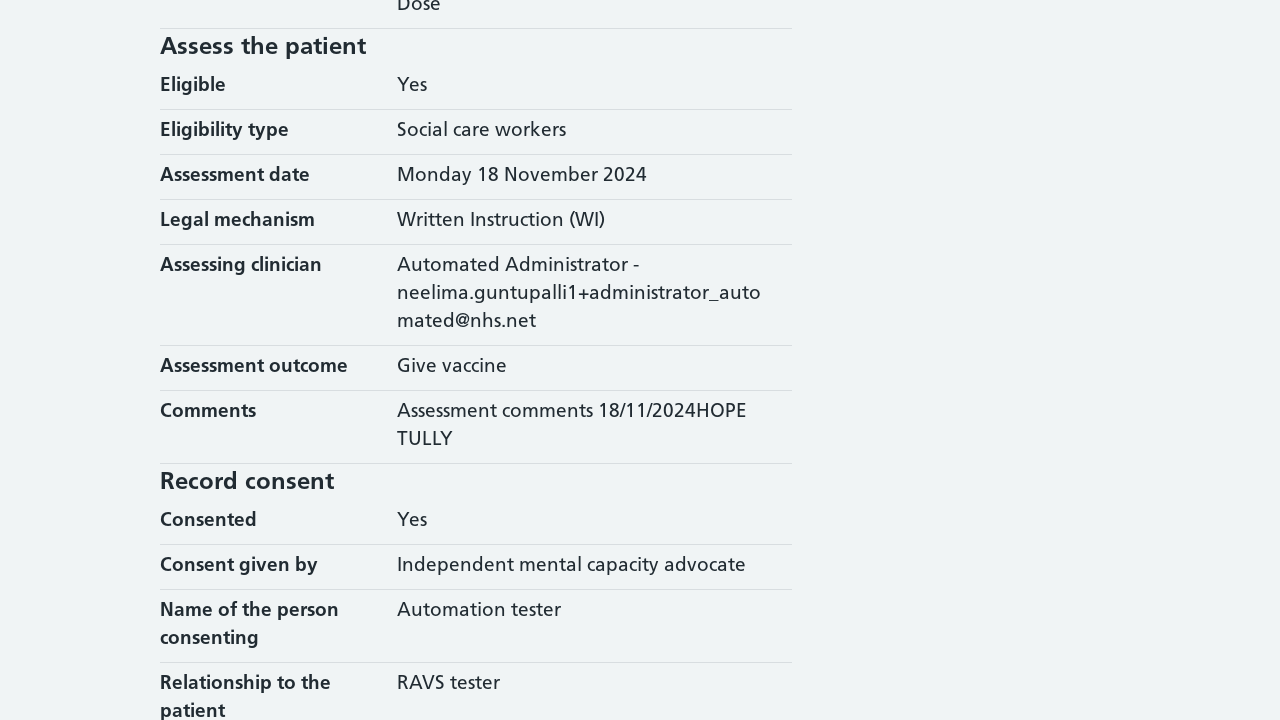 Dose
Assess the patient
Eligible Yes
Eligibility type Social care workers
Assessment date Monday 18 November 2024
Legal mechanism Written Instruction (WI)
Assessing clinician Automated Administrator -
neelima.guntupalli1+administrator_auto
mated@nhs.net
Assessment outcome Give vaccine
Comments Assessment comments 18/11/2024HOPE
TULLY
Record consent
Consented Yes
Consent given by Independent mental capacity advocate
Name of the person Automation tester
consenting
Relationship to the RAVS tester
patient